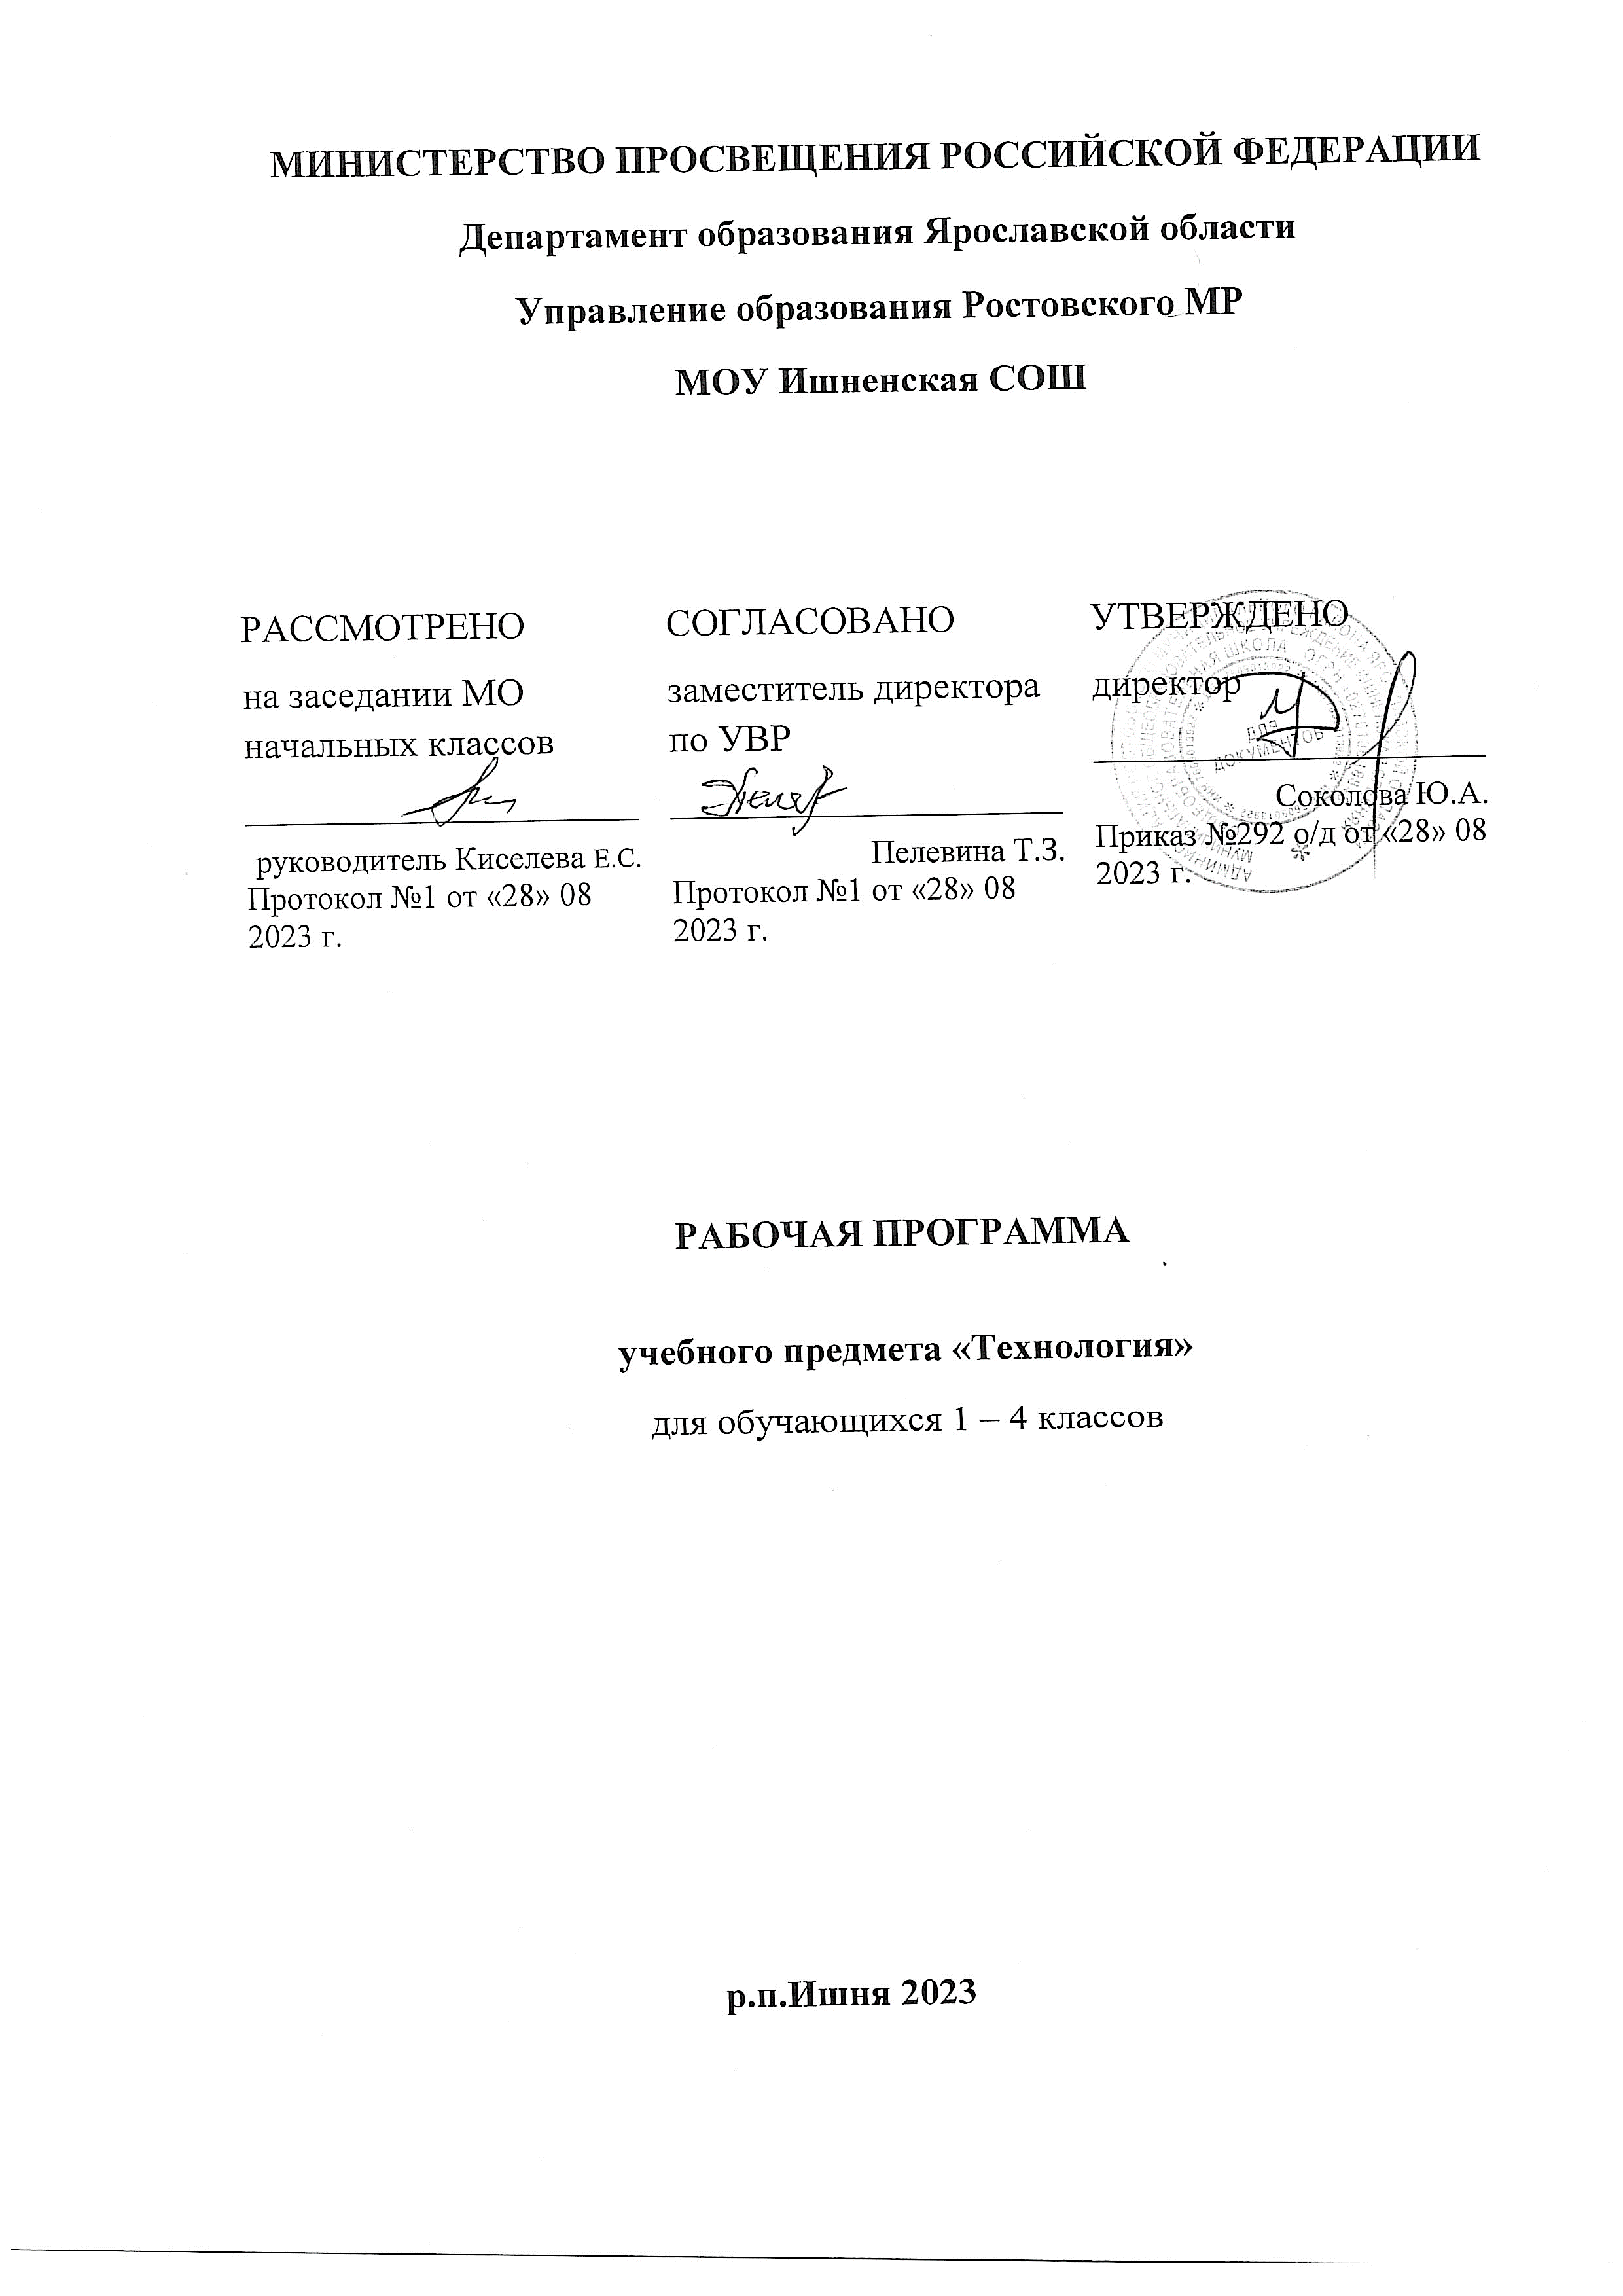 МИНИСТЕРСТВО ПРОСВЕЩЕНИЯ РОССИЙСКОЙ ФЕДЕРАЦИИ
Департамент образования Ярославской области
Управление образования Ростовского МР
МОУ Ишненская СОШ
РАССМОТРЕНО
на заседании МО
начальных классов
руководитель Киселева Е.С.
Протокол №1 от «28» 08
2023 г.
СОГЛАСОВАНО
заместитель директора
по УВР
Пелевина Т.З.
Протокол №1 от «28» 08
2023 г.
УТВЕРЖДЕНО
директор
ДЛЯ
ДОКУМЕНТОВ
Соколова Ю.А.
Приказ №292 о/д от «28» 08
2023 г.
РАБОЧАЯ ПРОГРАММА
учебного предмета «Технология»
для обучающихся 1 – 4 классов
р.п.Ишня 2023